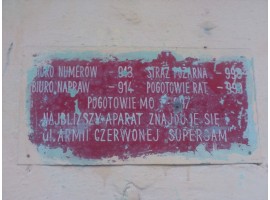 BIURO NUMERÓW - 913 STRAŻ POŻARNA - 998
BIURO NAPRAW - 914 POGOTOWIE RAT. - 999
POGOTOWIE MO
NAJBLIŻSZY APARAT ZNAJDUJE SIĘ
ul. ARMII CZERWONEJ SUPERSAM